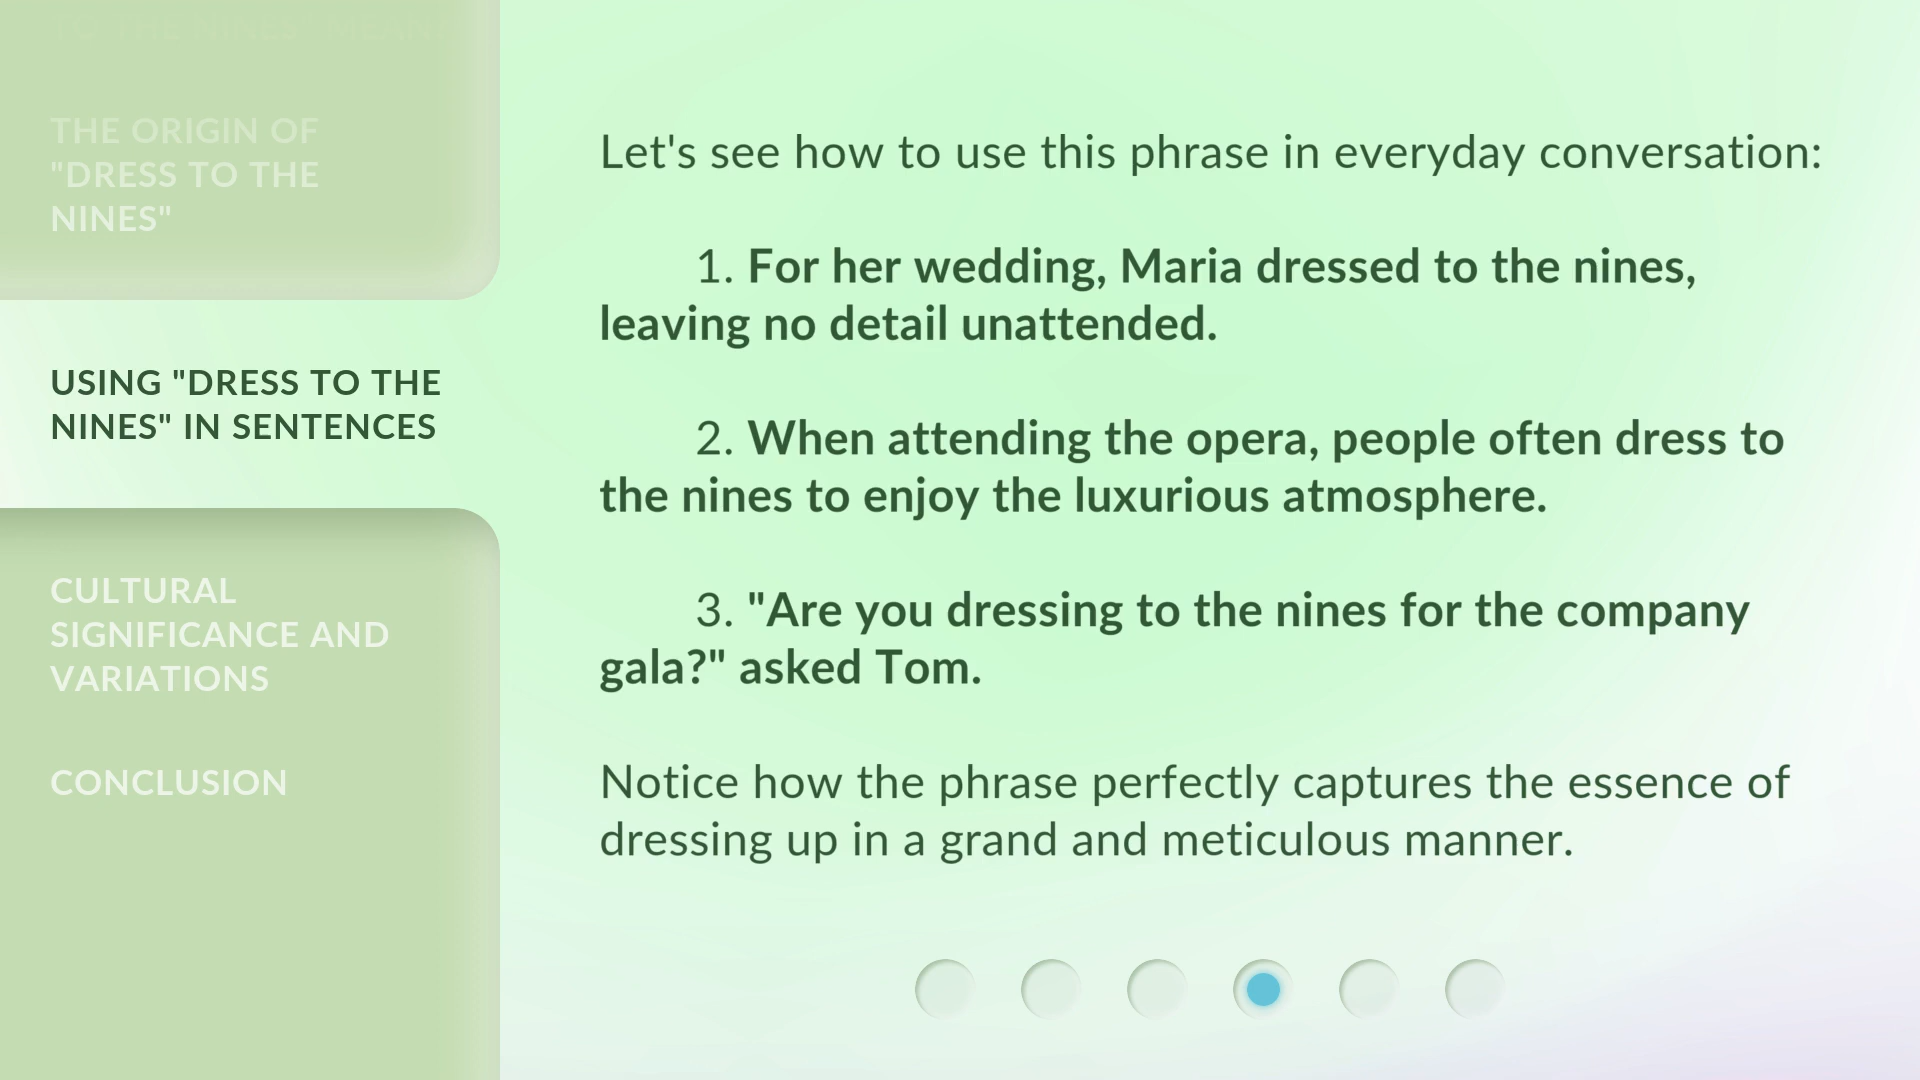 TO THE NINES" MEAN?
THE ORIGIN OF
"DRESS TO THE
NINES"
USING "DRESS TO THE
NINES" IN SENTENCES
CULTURAL
SIGNIFICANCE AND
VARIATIONS
CONCLUSION
Let's see how to use this phrase in everyday conversation:
1. For her wedding, Maria dressed to the nines,
leaving no detail unattended.
2. When attending the opera, people often dress to
the nines to enjoy the luxurious atmosphere.
3. "Are you dressing to the nines for the company
gala?" asked Tom.
Notice how the phrase perfectly captures the essence of
dressing up in a grand and meticulous manner.